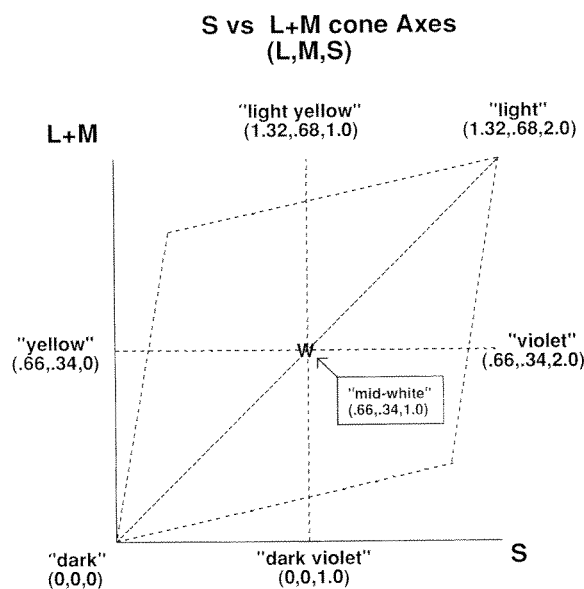 S vs L+M cone Axes
(L,M,S)
"light yellow"
(1.32,.68,1.0)
"light"
(1.32,.68,2.0)
L+M
"yellow"
(.66,.34,0)
W
"violet"
(.66,.34,2.0)
"mid-white"
(.66,.34,1.0)
"dark"
(0,0,0)
"dark violet"
(0,0,1.0)
S